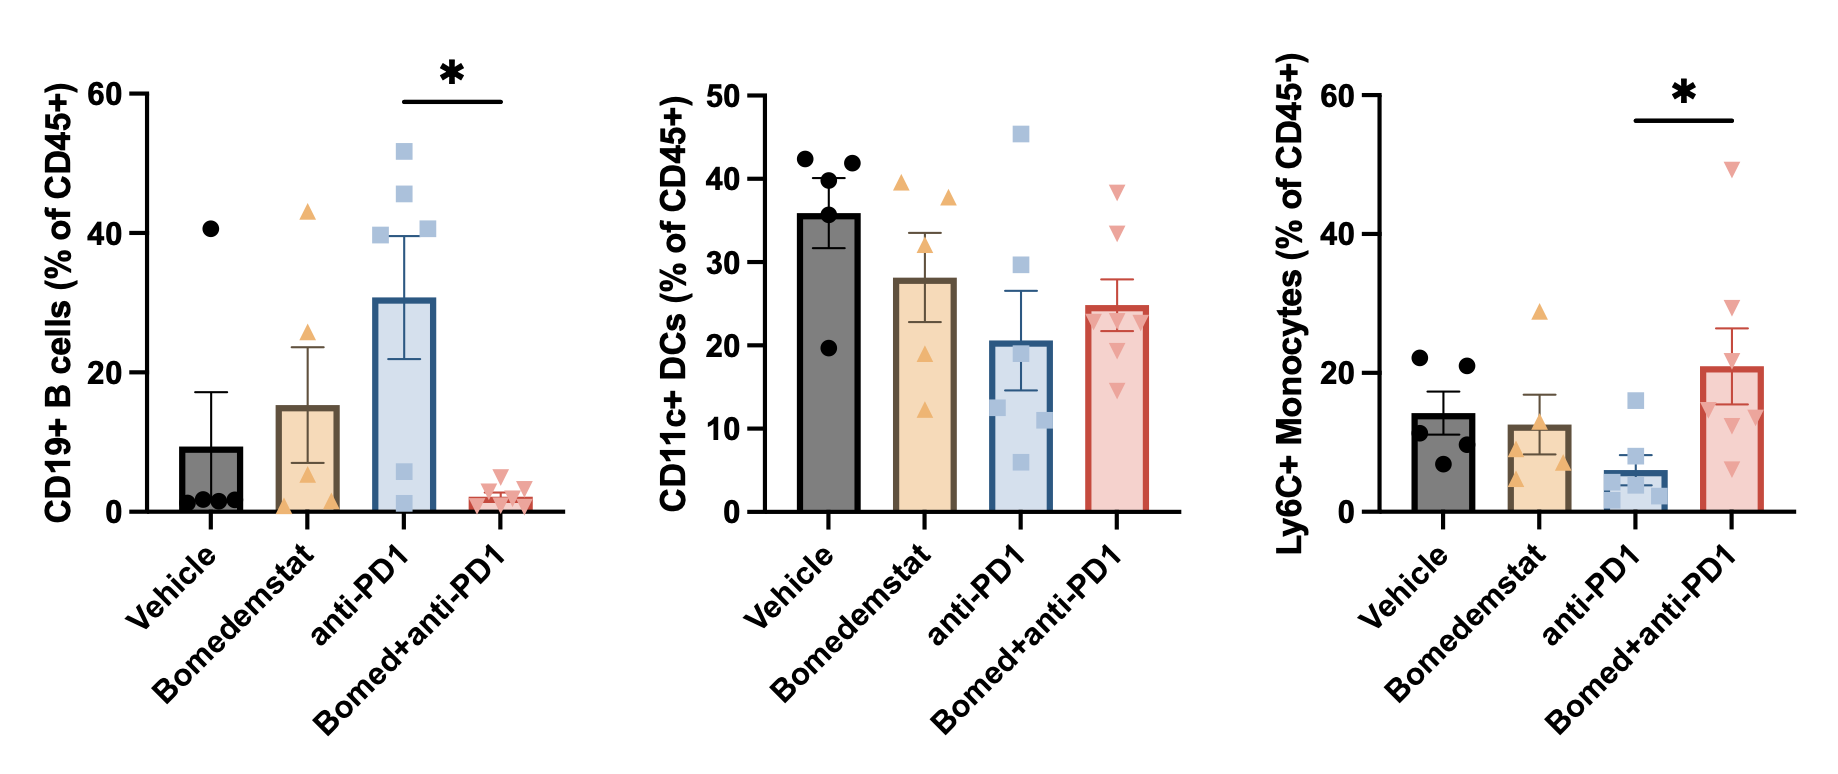 CD19+ B cells (% of CD45+)
60
40
20
0
*
Vehicle
Bomedemstat
anti-PD1
Bomed+anti-PD1
CD11c+ DCs (% of CD45+)
50
40
30
20
10
0
Vehicle
Bomedemstat
anti-PD1
Bomed+anti-PD1
Ly6C+ Monocytes (% of CD45+)
60
40
20
0
*
Vehicle
Bomedemstat
anti-PD1
Bomed+anti-PD1